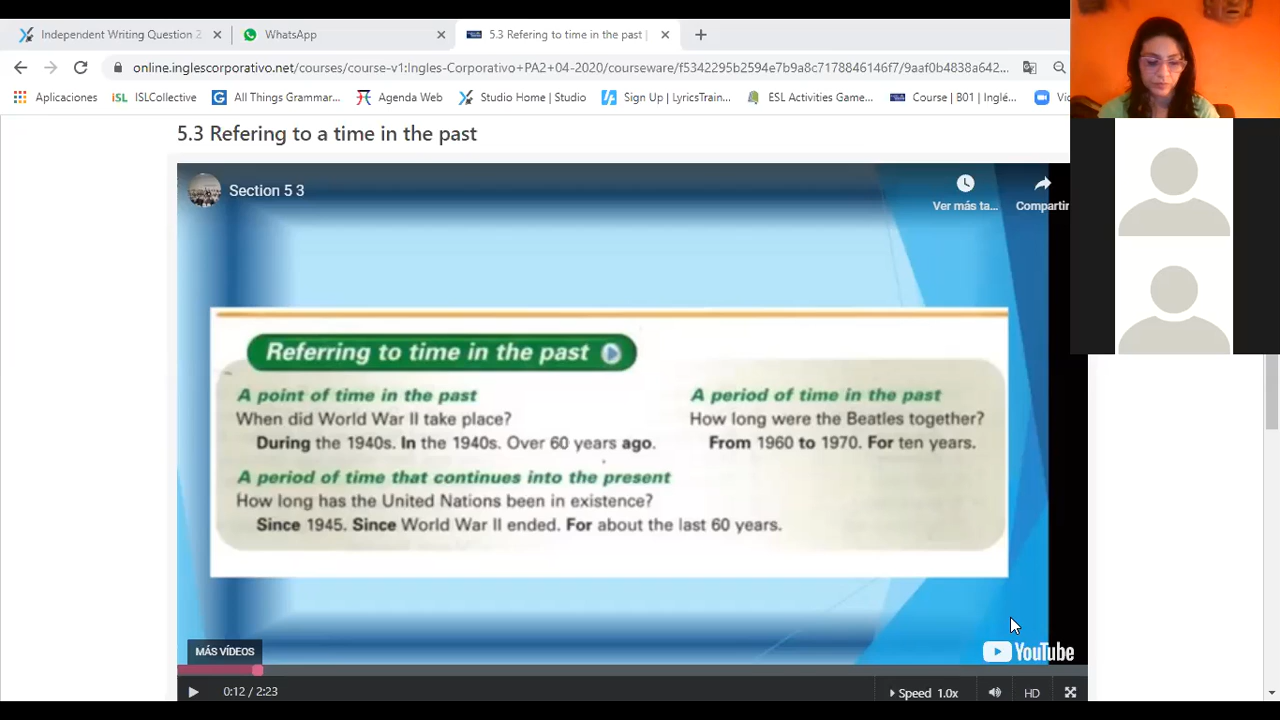 Independent Writing Question 2
WhatsApp
5.3 Refering to time in the past |
online.inglescorporativo.net/courses/course-v1:Ingles-Corporativo+PA2+04-2020/courseware/f5342295b2594e7b9a8c7178846146f7/9aaf0b4838a642...
Aplicaciones
iSL ISLCollective
All Things Grammar...
Agenda Web
Studio Home | Studio
Sign Up | LyricsTrain...
ESL Activities Game...
Course | B01 | Inglé...
5.3 Refering to a time in the past
Section 5 3
Ver más ta...
Compartir
Referring to time in the past
A point of time in the past
When did World War II take place?
During the 1940s. In the 1940s. Over 60 years ago.
A period of time in the past
How long were the Beatles together?
From 1960 to 1970. For ten years.
A period of time that continues into the present
How long has the United Nations been in existence?
Since 1945. Since World War II ended. For about the last 60 years.
MÁS VÍDEOS
YouTube
0:12 / 2:23
Speed 1.0x
HD